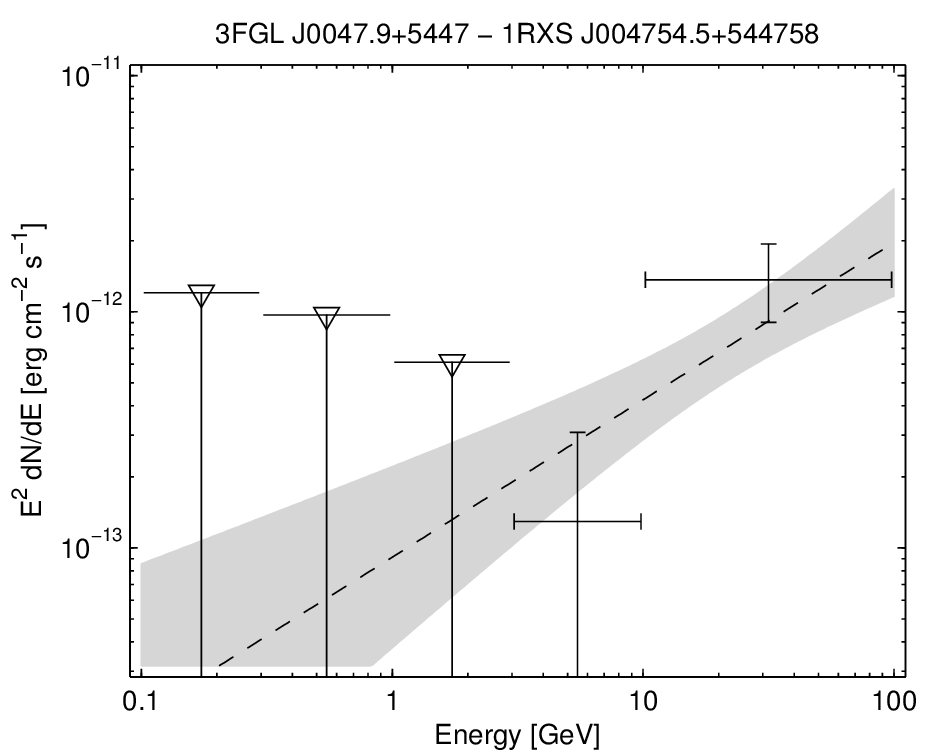 3FGL J0047.9+5447 − 1RXS J004754.5+544758
10⁻¹¹
10⁻¹²
10⁻¹³
E² dN/dE [erg cm⁻² s⁻¹]
0.1 1 10 100
Energy [GeV]